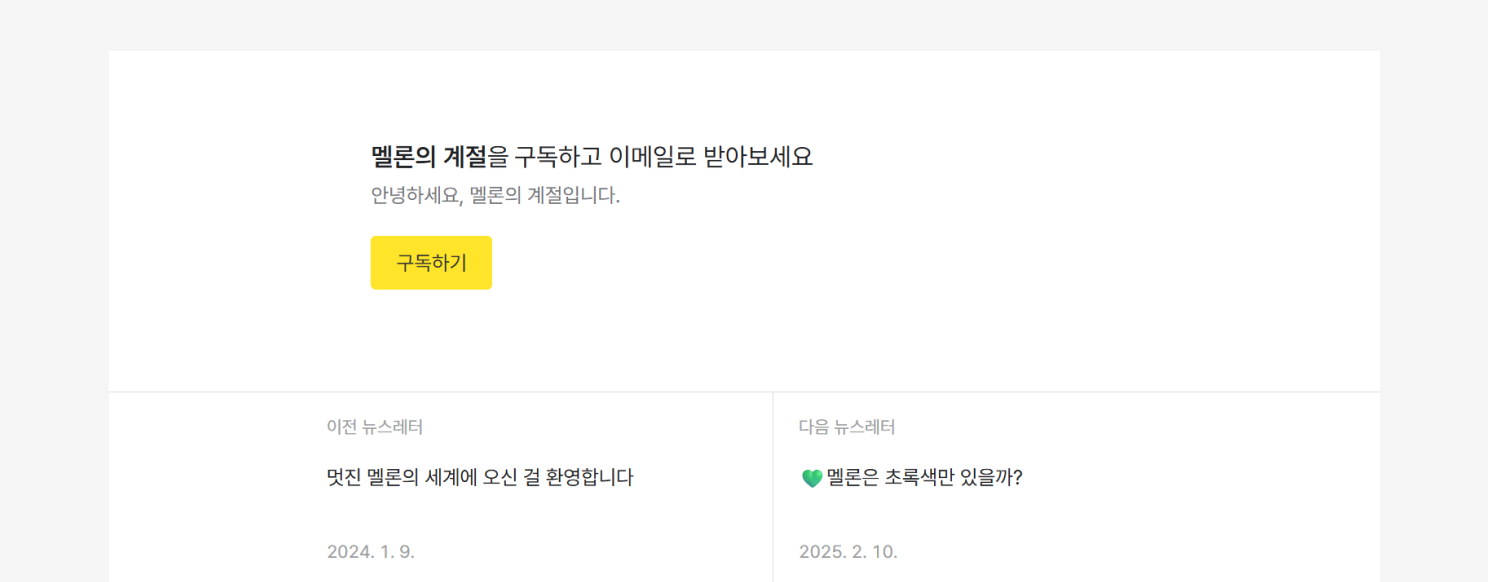 멜론의 계절을 구독하고 이메일로 받아보세요
안녕하세요, 멜론의 계절입니다.
구독하기
이전 뉴스레터
멋진 멜론의 세계에 오신 걸 환영합니다
2024. 1. 9.
다음 뉴스레터
💚멜론은 초록색만 있을까?
2025. 2. 10.